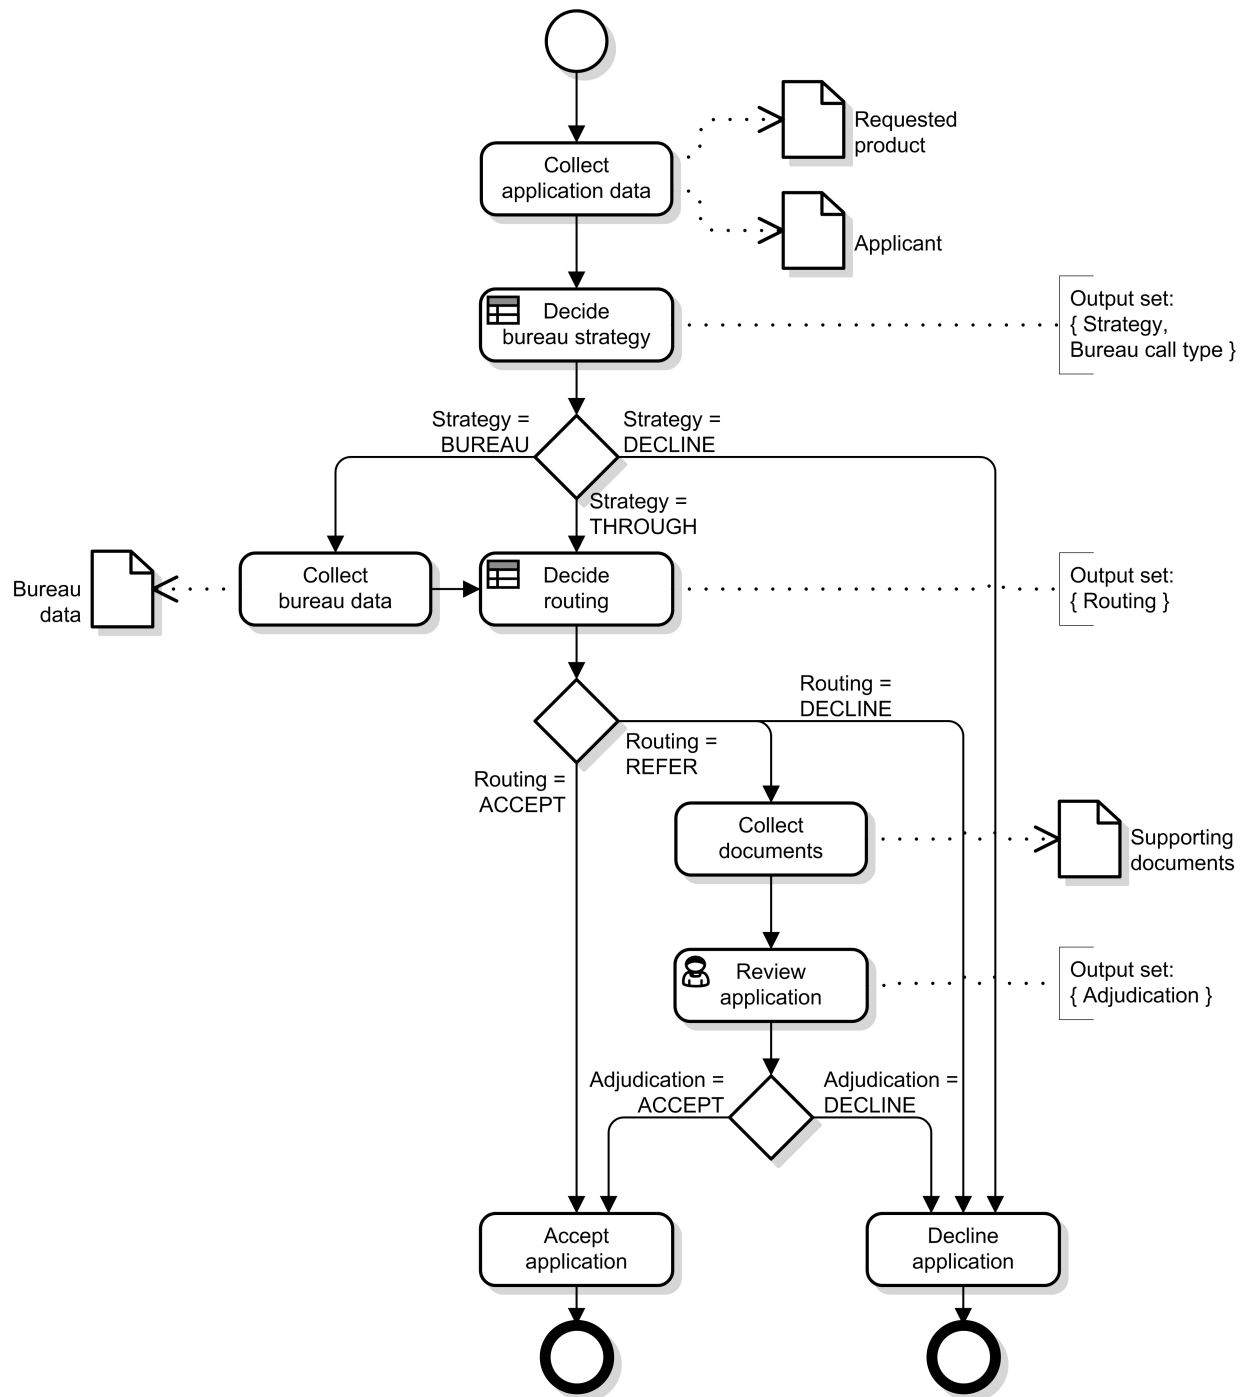 Requested
product
Collect
application data
Applicant
Decide
bureau strategy
Output set:
{ Strategy,
Bureau call type }
Strategy =
BUREAU
Strategy =
DECLINE
Strategy =
THROUGH
Bureau
data
Collect
bureau data
Decide
routing
Output set:
{ Routing }
Routing =
DECLINE
Routing =
REFER
Routing =
ACCEPT
Collect
documents
Supporting
documents
Review
application
Output set:
{ Adjudication }
Adjudication =
ACCEPT
Adjudication =
DECLINE
Accept
application
Decline
application